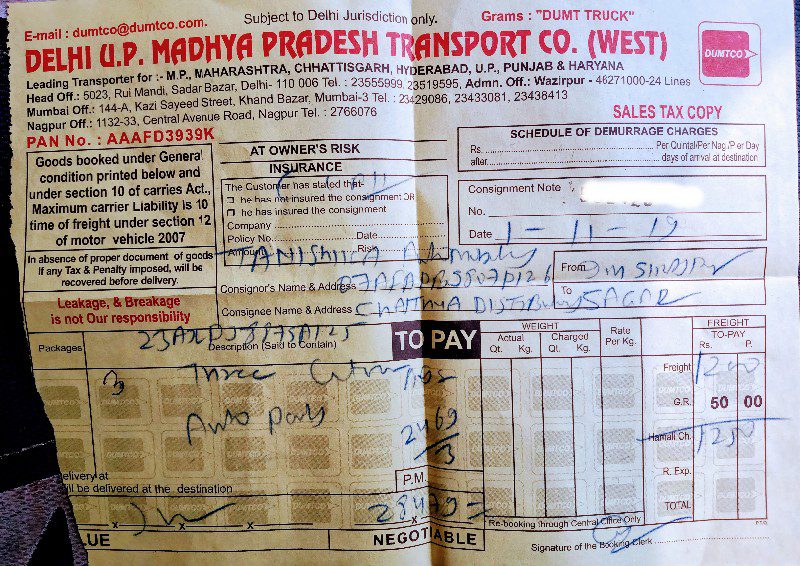 E-mail : dumtco@dumtco.com.
Subject to Delhi Jurisdiction only.
Grams : "DUMT TRUCK"
DELHI U.P. MADHYA PRADESH TRANSPORT CO. (WEST)
DUMTCO
Leading Transporter for :- M.P., MAHARASHTRA, CHHATTISGARH, HYDERABAD, U.P., PUNJAB & HARYANA
Head Off.: 5023, Rui Mandi, Sadar Bazar, Delhi- 110 006 Tel. : 23555999, 23519595, Admn. Off.: Wazirpur - 46271000-24 Lines
Mumbai Off.: 144-A, Kazi Sayeed Street, Khand Bazar, Mumbai-3 Tel. : 23429086, 23433081, 23436413
Nagpur Off.: 1132-33, Central Avenue Road, Nagpur Tel. : 2766076
SALES TAX COPY
PAN No. : AAAFD3939K
Goods booked under General
condition printed below and
under section 10 of carries Act.,
Maximum carrier Liability is 10
time of freight under section 12
of motor vehicle 2007
AT OWNER'S RISK
INSURANCE
The Customer has stated that-
he has not insured the consignment OR
he has insured the consignment
Company
Policy No. Date
Amount Risk
SCHEDULE OF DEMURRAGE CHARGES
Rs. Per Quintal/Per Nag./Per Day
after days of arrival at destination
Consignment Note
No.
Date 1-11-19
In absence of proper document of goods
if any Tax & Penalty imposed, will be
recovered before delivery.
Leakage, & Breakage
is not Our responsibility
Consignor's Name & Address
From
Consignee Name & Address
To SAGAR
Packages
Description (Said to Contain)
TO PAY
WEIGHT
Actual
Qt. Kg.
Charged
Qt. Kg.
Rate
Per Kg.
FREIGHT
TO-PAY
Rs. P.
3
Auto Parts
2469/3
Freight 1200
G.R. 50 00
Hamali Ch. 1250
R. Exp.
TOTAL
Delivery at
will be delivered at the destination
P.M.
28479=
Re-booking through Central Office Only
NEGOTIABLE
Signature of the Booking Clerk